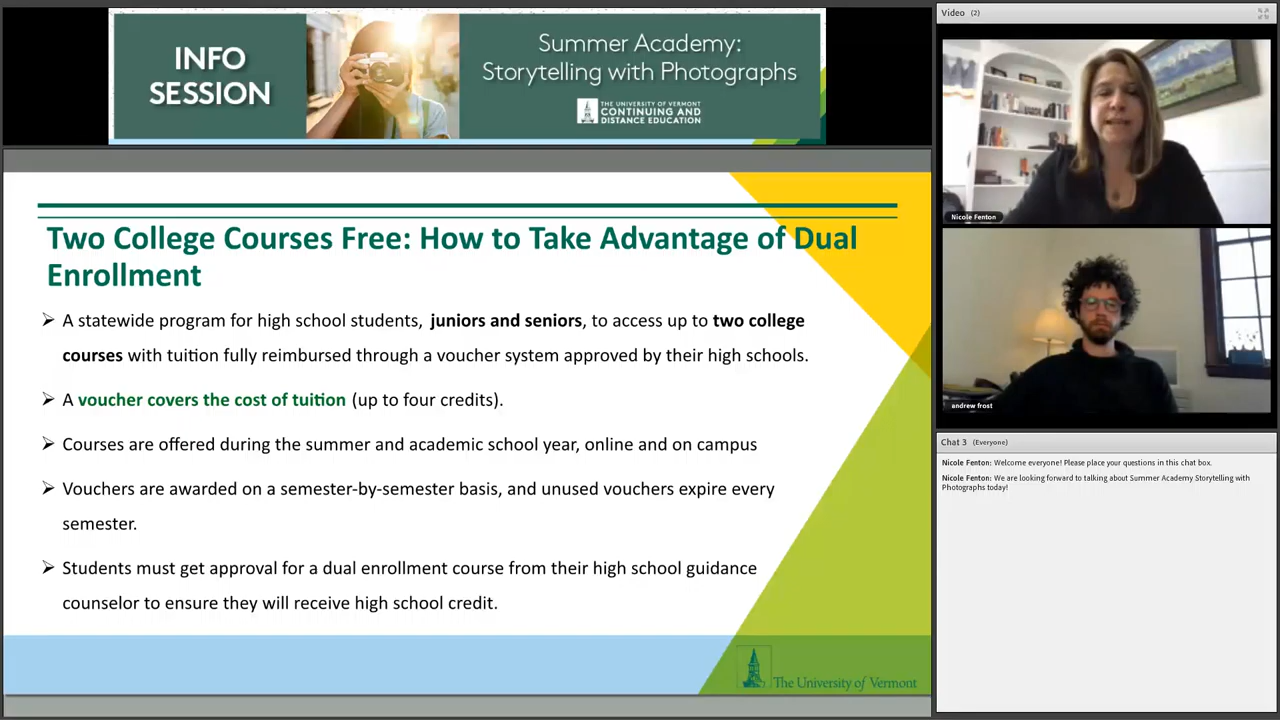 INFO
SESSION
Summer Academy:
Storytelling with Photographs
THE UNIVERSITY OF VERMONT
CONTINUING AND
DISTANCE EDUCATION
Two College Courses Free: How to Take Advantage of Dual
Enrollment
➢ A statewide program for high school students, juniors and seniors, to access up to two college
courses with tuition fully reimbursed through a voucher system approved by their high schools.
➢ A voucher covers the cost of tuition (up to four credits).
➢ Courses are offered during the summer and academic school year, online and on campus
➢ Vouchers are awarded on a semester-by-semester basis, and unused vouchers expire every
semester.
➢ Students must get approval for a dual enrollment course from their high school guidance
counselor to ensure they will receive high school credit.
The University of Vermont
Video (2)
Nicole Fenton
andrew frost
Chat 3 (Everyone)
Nicole Fenton: Welcome everyone! Please place your questions in this chat box.
Nicole Fenton: We are looking forward to talking about Summer Academy Storytelling with
Photographs today!